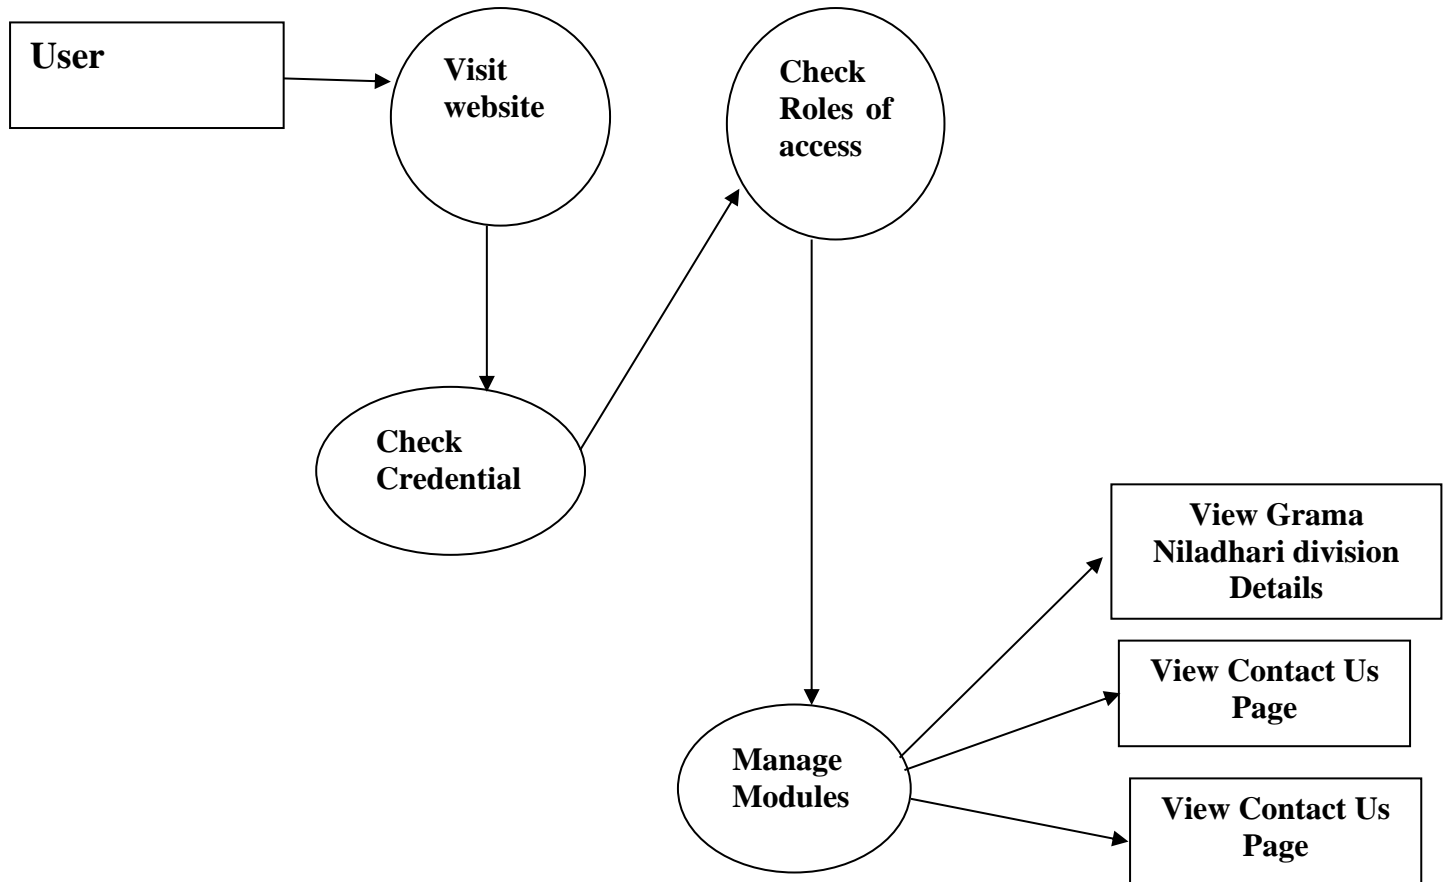 User
Visit
website
Check
Roles of
access
Check
Credential
View Grama
Niladhari division
Details
View Contact Us
Page
Manage
Modules
View Contact Us
Page